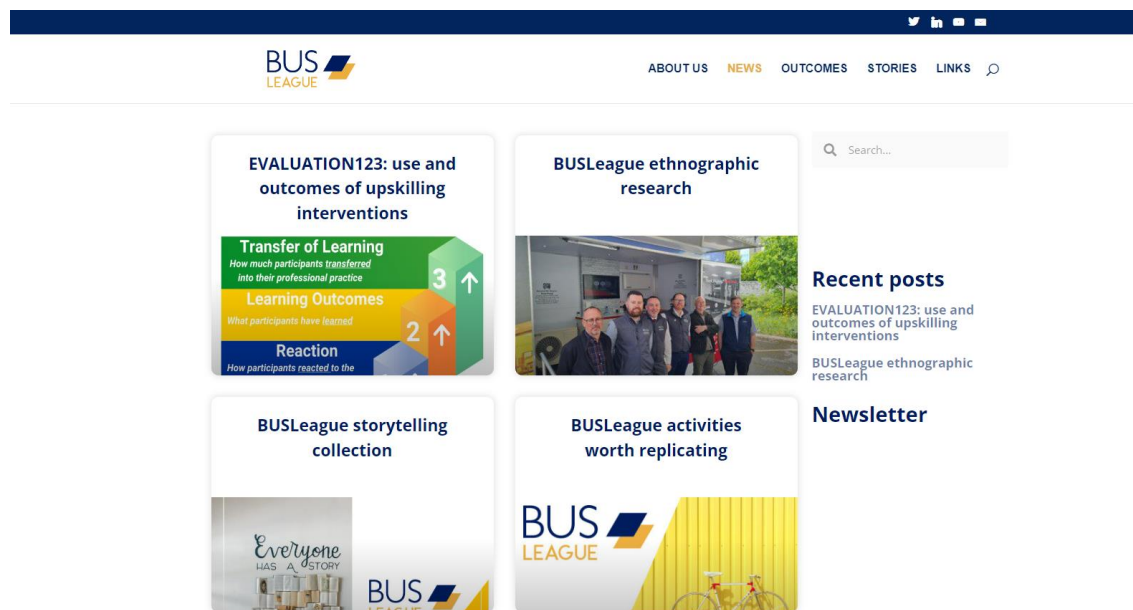 BUS
LEAGUE
ABOUT US NEWS OUTCOMES STORIES LINKS
EVALUATION123: use and
outcomes of upskilling
interventions
Transfer of Learning
How much participants transferred
into their professional practice
3
Learning Outcomes
What participants have learned
2
Reaction
How participants reacted to the
BUSLeague ethnographic
research
Search...
Recent posts
EVALUATION123: use and
outcomes of upskilling
interventions
BUSLeague ethnographic
research
Newsletter
BUSLeague storytelling
collection
Everyone
HAS A STORY
BUS
LEAGUE
BUSLeague activities
worth replicating
BUS
LEAGUE